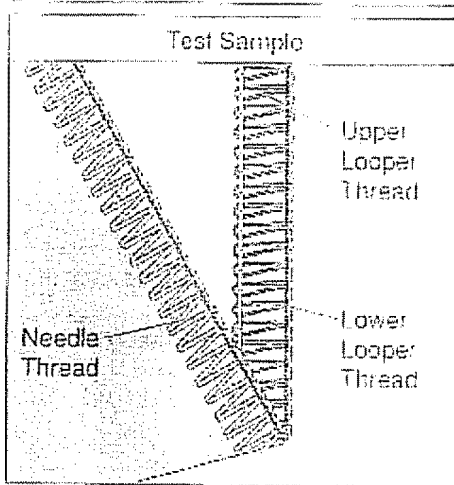 Test Sample
Upper
Looper
Thread
Needle
Thread
Lower
Looper
Thread